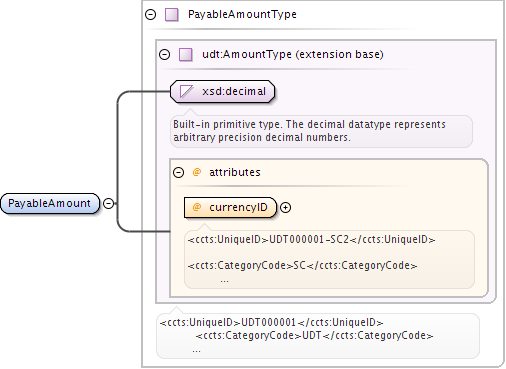 PayableAmountType
udt:AmountType (extension base)
xsd:decimal
Built-in primitive type. The decimal datatype represents
arbitrary precision decimal numbers.
@ attributes
PayableAmount
@ currencyID
<ccts:UniqueID>UDT000001-SC2</ccts:UniqueID>
<ccts:CategoryCode>SC</ccts:CategoryCode>
...
<ccts:UniqueID>UDT000001</ccts:UniqueID>
<ccts:CategoryCode>UDT</ccts:CategoryCode>
...